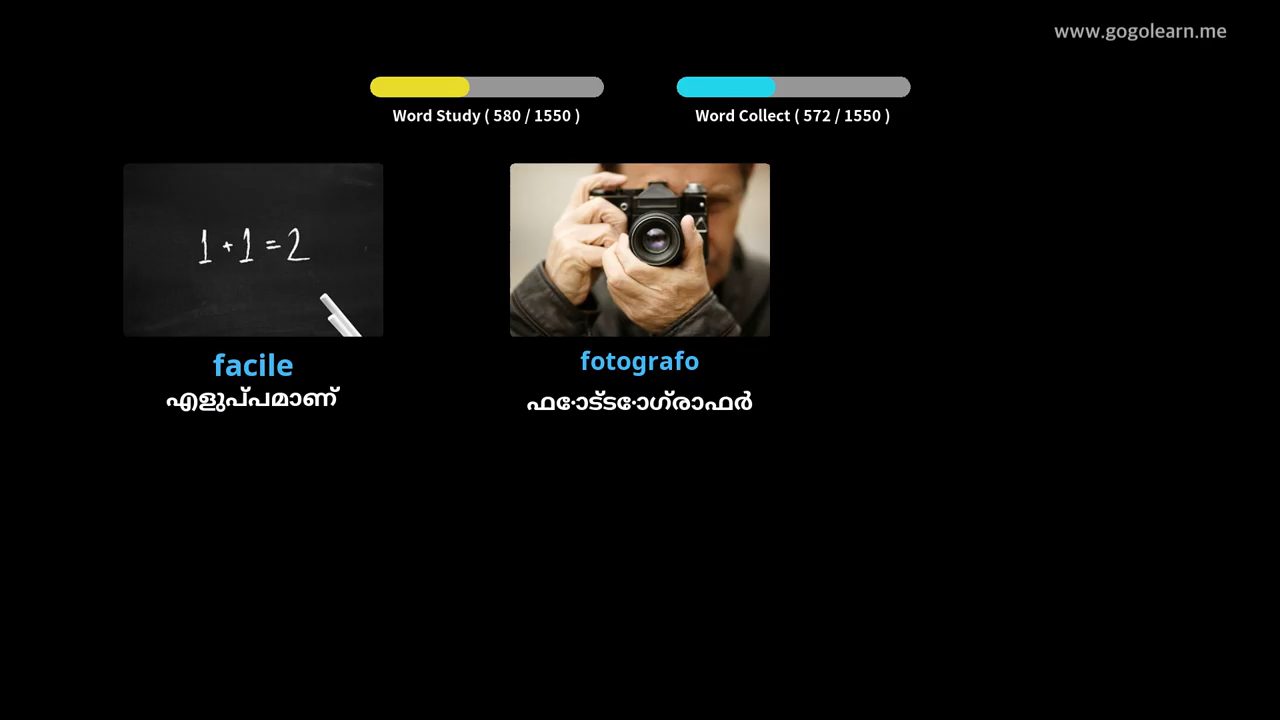 www.gogolearn.me
Word Study ( 580 / 1550 )
Word Collect ( 572 / 1550 )
1 + 1 = 2
facile
എളുപ്പമാണ്
fotografo
ഫോട്ടോഗ്രാഫർ